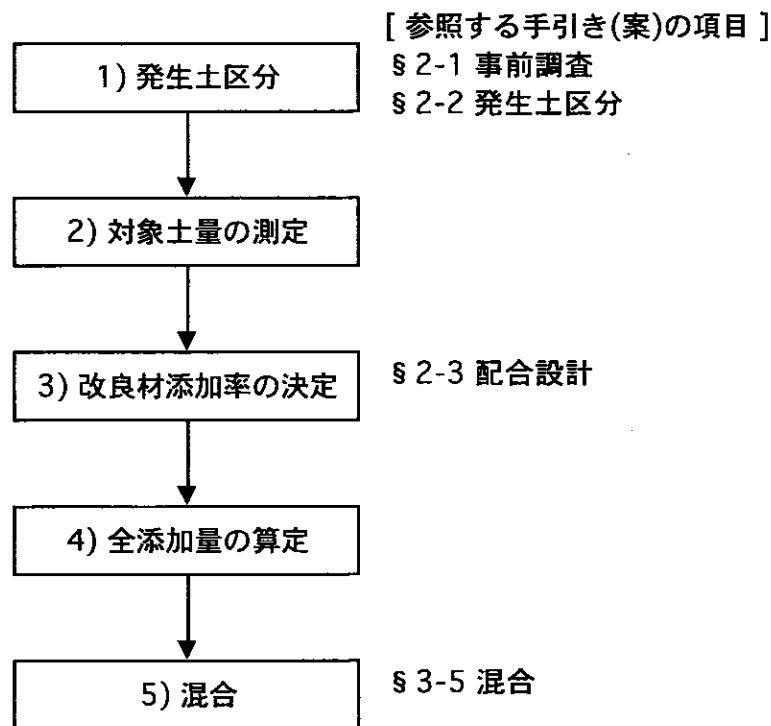 [ 参照する手引き(案)の項目 ]
1) 発生土区分
§ 2-1 事前調査
§ 2-2 発生土区分
2) 対象土量の測定
3) 改良材添加率の決定
§ 2-3 配合設計
4) 全添加量の算定
5) 混合
§ 3-5 混合